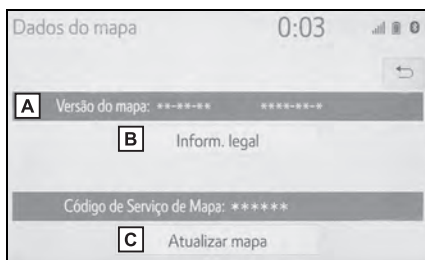 Dados do mapa 0:03
A Versão do mapa: **-**-** ****-**-*
B Inform. legal
Código de Serviço de Mapa: ******
C Atualizar mapa